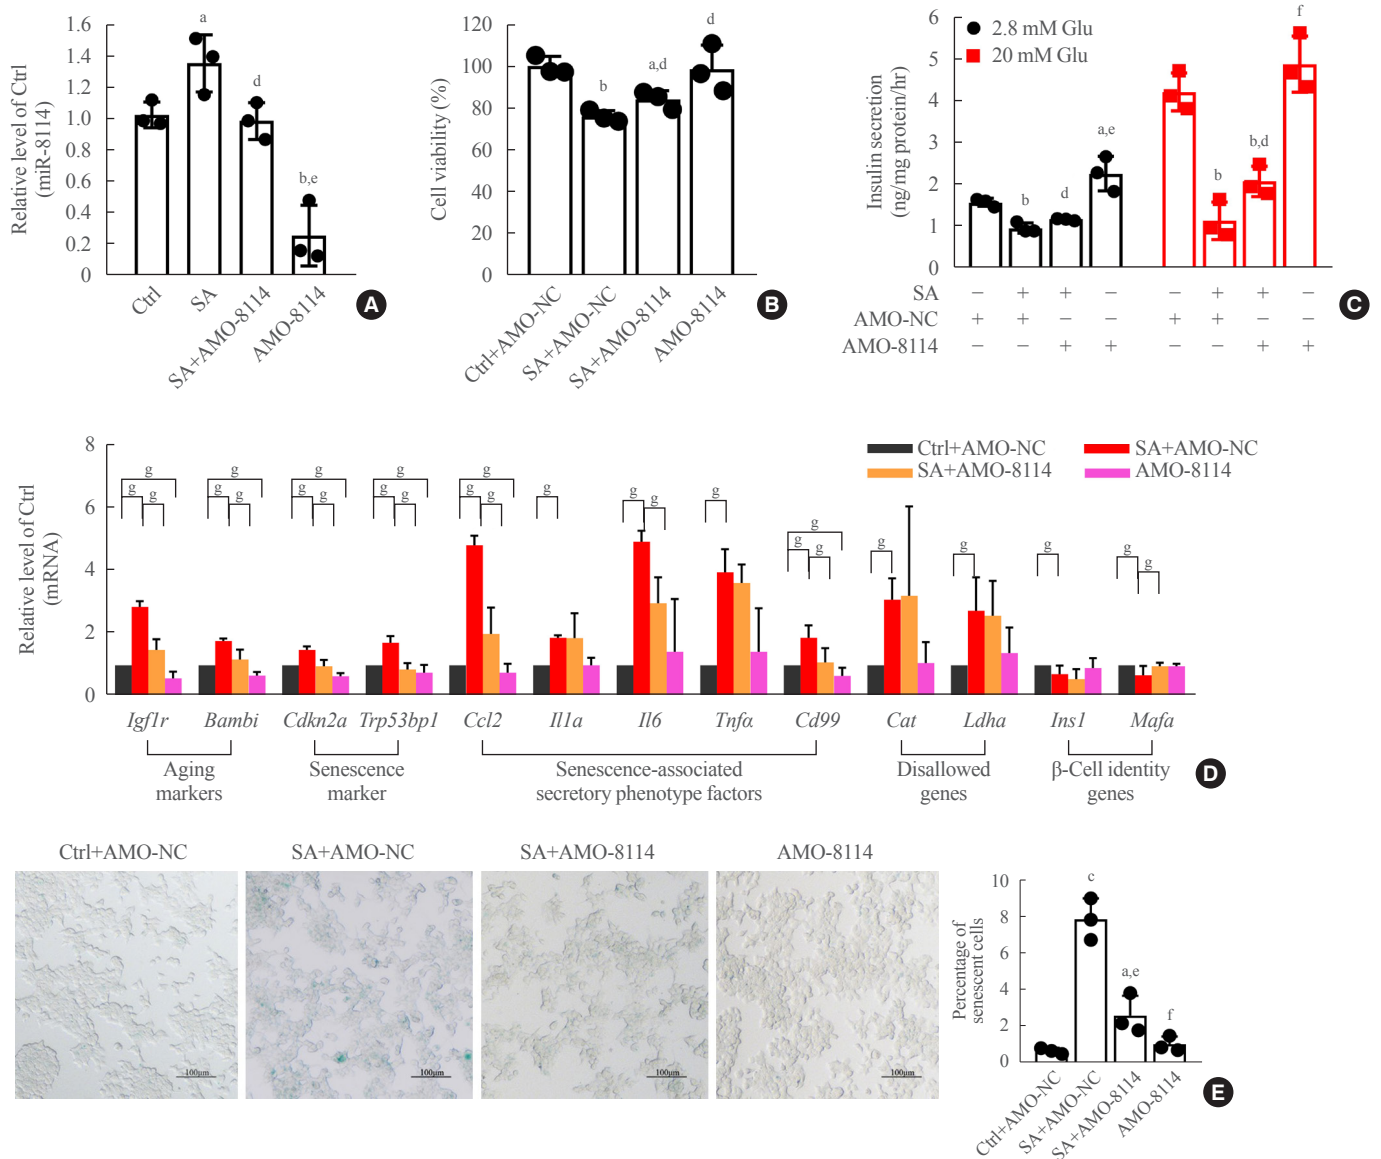 1.6
1.4
1.2
1.0
0.8
0.6
0.4
0.2
0
Relative level of Ctrl
(miR-8114)
a
d
b,e
Ctrl
SA
SA+AMO-8114
AMO-8114
A
120
100
80
60
40
20
0
Cell viability (%)
b
a,d
d
Ctrl+AMO-NC
SA+AMO-NC
SA+AMO-8114
AMO-8114
B
6
5
4
3
2
1
0
Insulin secretion
(ng/mg protein/hr)
2.8 mM Glu
20 mM Glu
b
d
a,e
b
b,d
f
SA − + + − − + + −
AMO-NC + + − − + + − −
AMO-8114 − − + + − − + +
C
8
6
4
2
0
Relative level of Ctrl
(mRNA)
Ctrl+AMO-NC
SA+AMO-NC
SA+AMO-8114
AMO-8114
g g g g g g
g g g g g g g g g g g g g
g g g g g g
g g g g g
g g
Igf1r Bambi Cdkn2a Trp53bp1 Ccl2 Il1a Il6 Tnfα Cd99 Cat Ldha Ins1 Mafa
Aging
markers
Senescence
marker
Senescence-associated
secretory phenotype factors
Disallowed
genes
β-Cell identity
genes
D
Ctrl+AMO-NC
SA+AMO-NC
SA+AMO-8114
AMO-8114
100μm
100μm
100μm
100μm
10
8
6
4
2
0
Percentage of
senescent cells
c
a,e
f
Ctrl+AMO-NC
SA+AMO-NC
SA+AMO-8114
AMO-8114
E